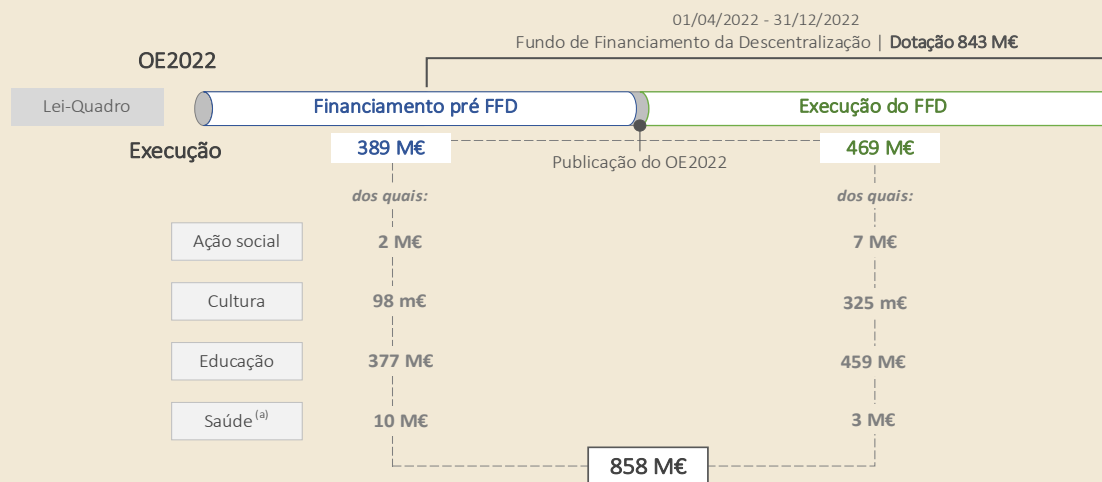 01/04/2022 - 31/12/2022
Fundo de Financiamento da Descentralização | Dotação 843 M€
OE2022
Lei-Quadro
Financiamento pré FFD
Execução do FFD
Execução
389 M€
469 M€
Publicação do OE2022
dos quais:
dos quais:
Ação social
2 M€
7 M€
Cultura
98 m€
325 m€
Educação
377 M€
459 M€
Saúde (a)
10 M€
3 M€
858 M€